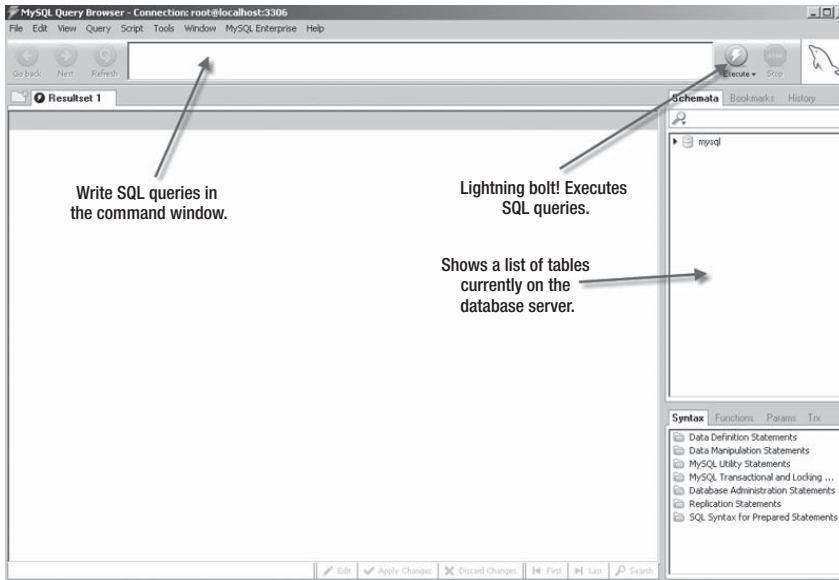 MySQL Query Browser - Connection: root@localhost:3306
File Edit View Query Script Tools Window MySQL Enterprise Help
Go back Next Refresh
Execute Stop
Resultset 1
Schemata Bookmarks History
mysql
Write SQL queries in
the command window.
Lightning bolt! Executes
SQL queries.
Shows a list of tables
currently on the
database server.
Syntax Functions Params Trx
Data Definition Statements
Data Manipulation Statements
MySQL Utility Statements
MySQL Transactional and Locking ...
Database Administration Statements
Replication Statements
SQL Syntax for Prepared Statements
Edit Apply Changes Discard Changes First Last Search